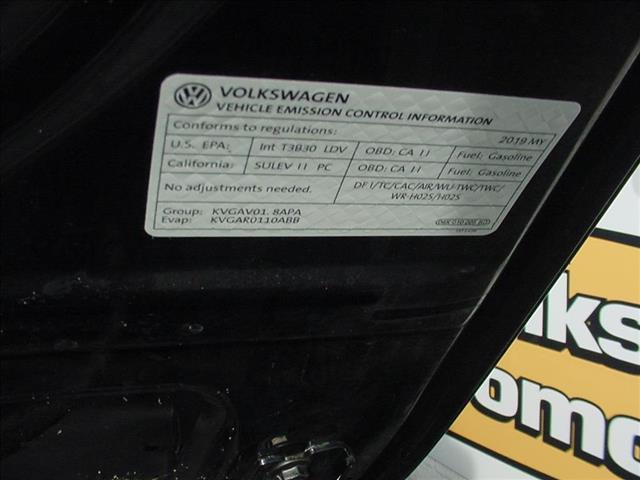 VOLKSWAGEN
VEHICLE EMISSION CONTROL INFORMATION
Conforms to regulations: 2019 MY
U.S. EPA: Int T3B30 LDV OBD: CA II Fuel: Gasoline
California: SULEV II PC OBD: CA II Fuel: Gasoline
No adjustments needed. DFI/TC/CAC/AIR/WU-TWC/TWC/
WR-HO2S/HO2S
Group: KVGAV01.8APA
Evap: KVGAR0110ABB
iks
omo